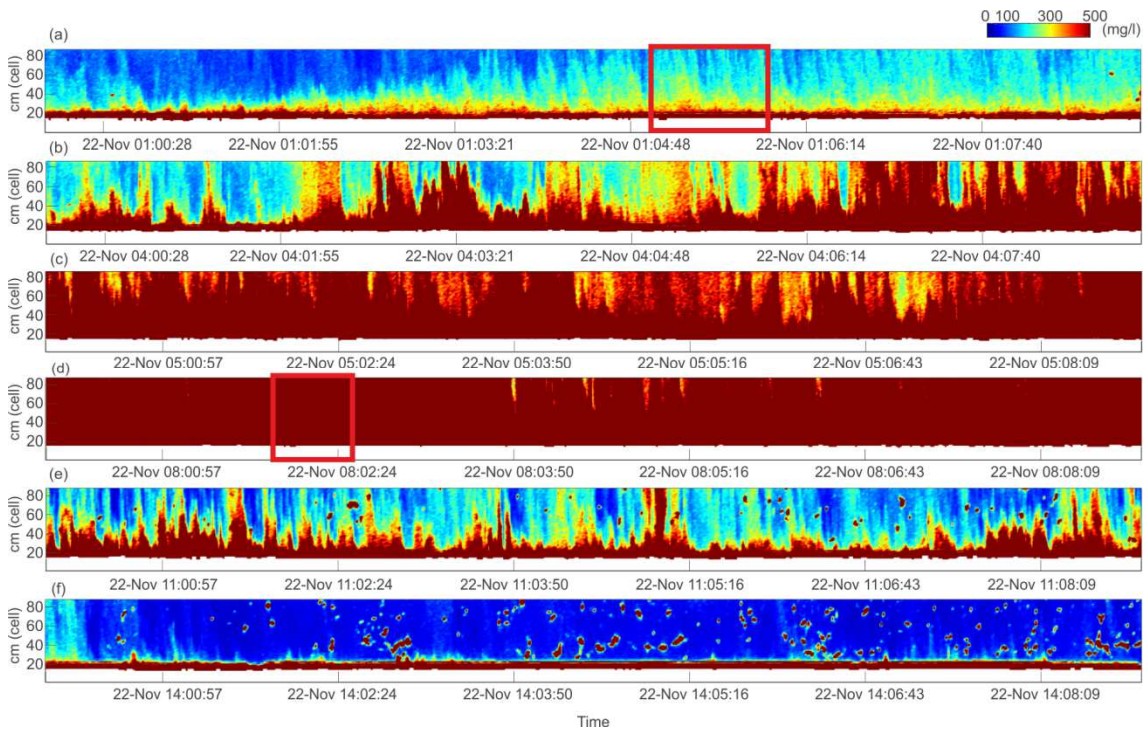 0 100 300 500
(mg/l)
(a)
cm (cell)
80
60
40
20
22-Nov 01:00:28 22-Nov 01:01:55 22-Nov 01:03:21 22-Nov 01:04:48 22-Nov 01:06:14 22-Nov 01:07:40
(b)
cm (cell)
80
60
40
20
22-Nov 04:00:28 22-Nov 04:01:55 22-Nov 04:03:21 22-Nov 04:04:48 22-Nov 04:06:14 22-Nov 04:07:40
(c)
cm (cell)
80
60
40
20
22-Nov 05:00:57 22-Nov 05:02:24 22-Nov 05:03:50 22-Nov 05:05:16 22-Nov 05:06:43 22-Nov 05:08:09
(d)
cm (cell)
80
60
40
20
22-Nov 08:00:57 22-Nov 08:02:24 22-Nov 08:03:50 22-Nov 08:05:16 22-Nov 08:06:43 22-Nov 08:08:09
(e)
cm (cell)
80
60
40
20
22-Nov 11:00:57 22-Nov 11:02:24 22-Nov 11:03:50 22-Nov 11:05:16 22-Nov 11:06:43 22-Nov 11:08:09
(f)
cm (cell)
80
60
40
20
22-Nov 14:00:57 22-Nov 14:02:24 22-Nov 14:03:50 22-Nov 14:05:16 22-Nov 14:06:43 22-Nov 14:08:09
Time